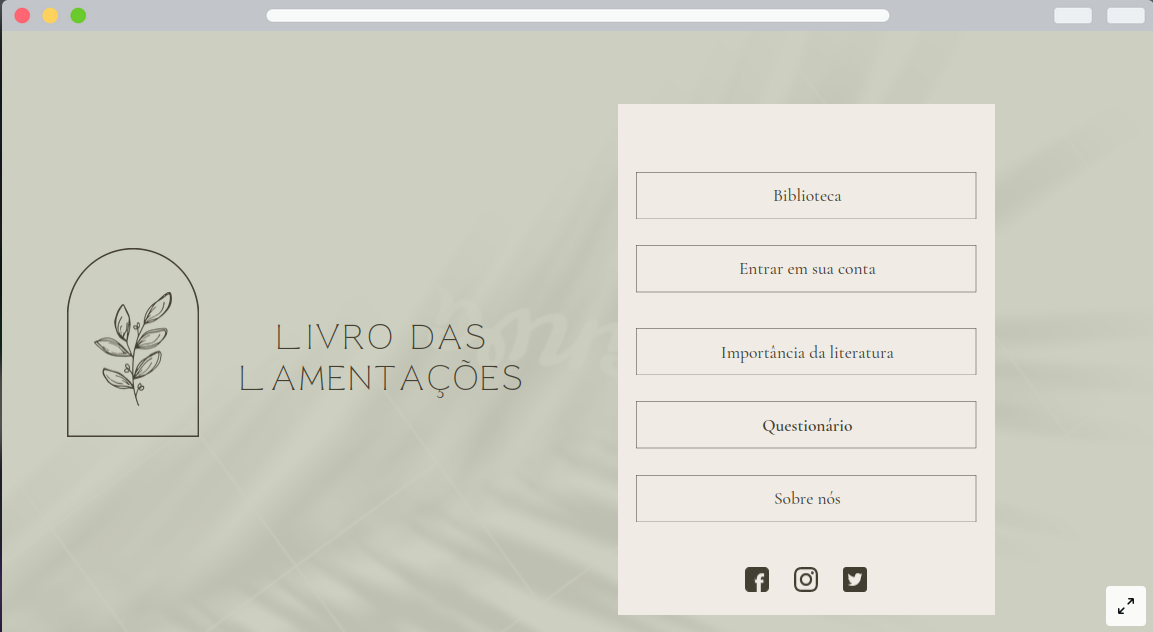 LIVRO DAS
LAMENTAÇÕES
Biblioteca
Entrar em sua conta
Importância da literatura
Questionário
Sobre nós